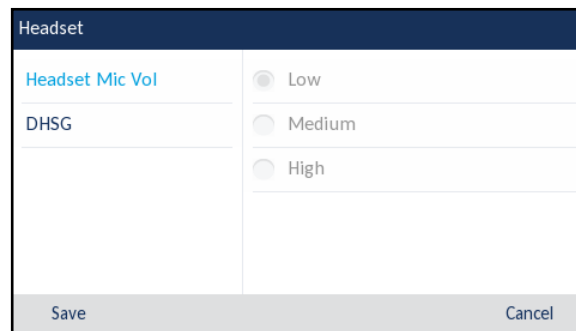 Headset
Headset Mic Vol
DHSG
Low
Medium
High
Save
Cancel